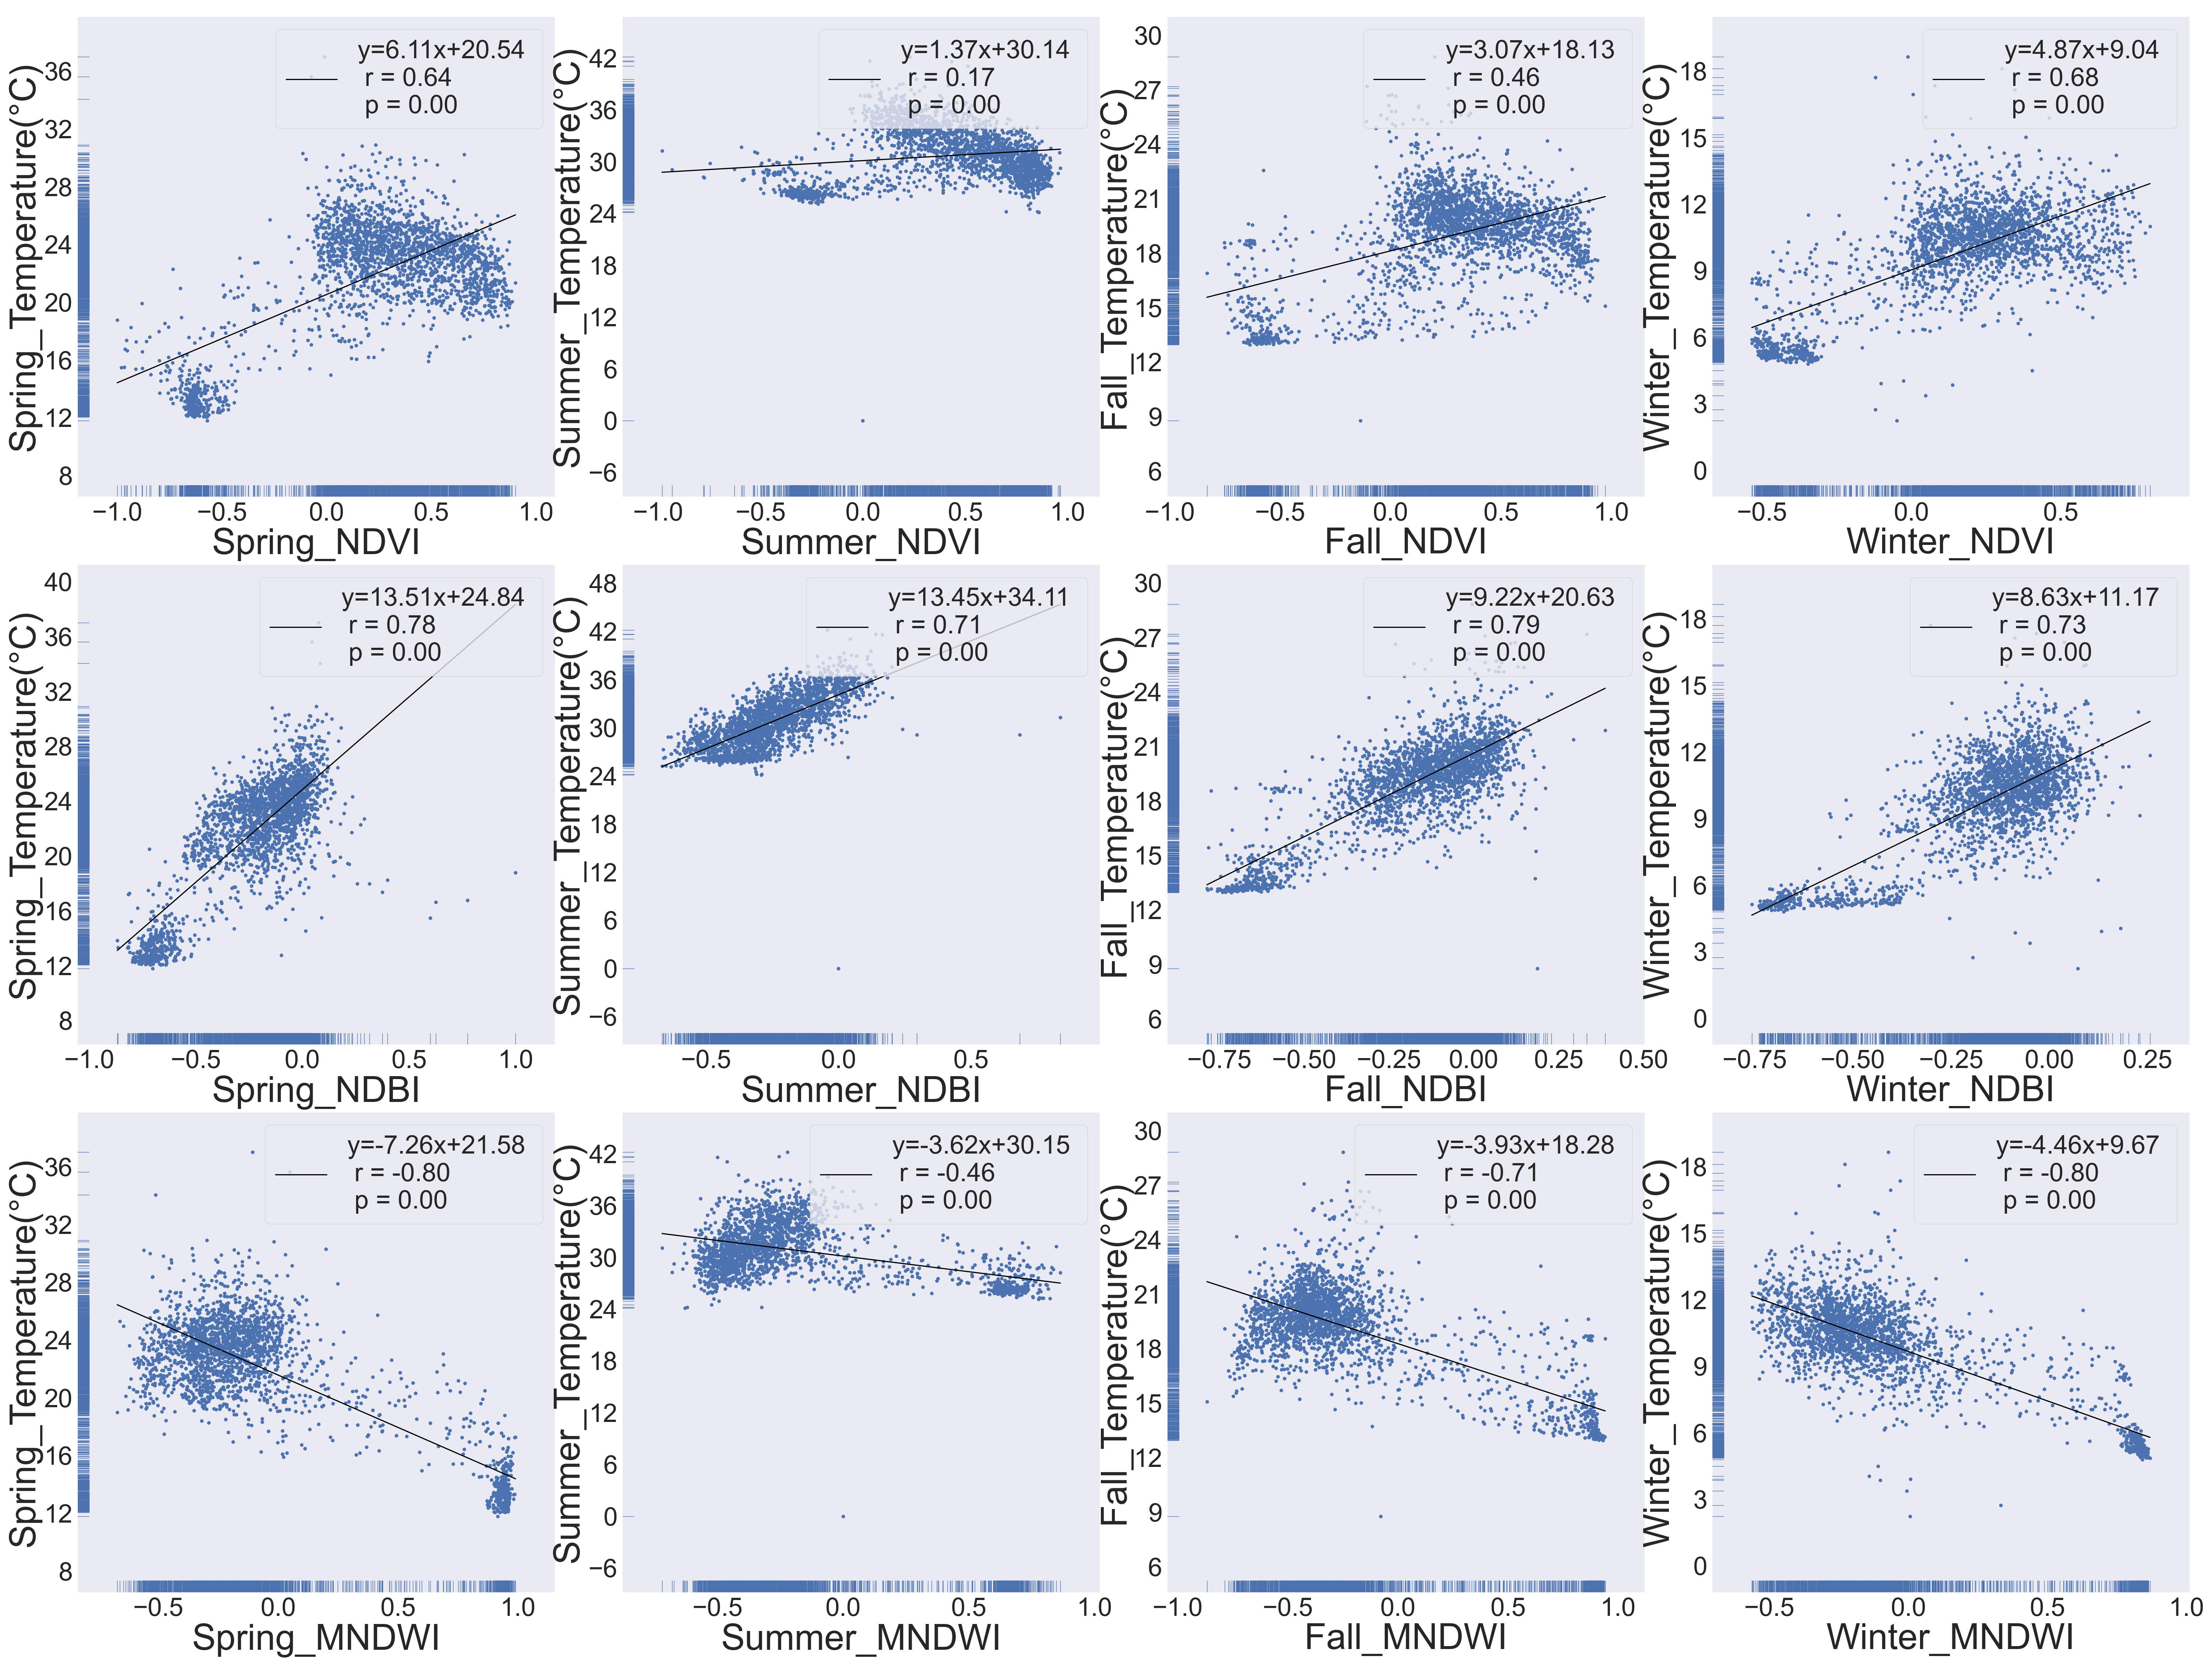 y=6.11x+20.54
r = 0.64
p = 0.00
36
32
28
24
20
16
12
8
Spring_Temperature(°C)
−1.0 −0.5 0.0 0.5 1.0
Spring_NDVI
y=1.37x+30.14
r = 0.17
p = 0.00
42
36
30
24
18
12
6
0
−6
Summer_Temperature(°C)
−1.0 −0.5 0.0 0.5 1.0
Summer_NDVI
y=3.07x+18.13
r = 0.46
p = 0.00
30
27
24
21
18
15
12
9
6
Fall_Temperature(°C)
−1.0 −0.5 0.0 0.5 1.0
Fall_NDVI
y=4.87x+9.04
r = 0.68
p = 0.00
18
15
12
9
6
3
0
Winter_Temperature(°C)
−0.5 0.0 0.5
Winter_NDVI
y=13.51x+24.84
r = 0.78
p = 0.00
40
36
32
28
24
20
16
12
8
Spring_Temperature(°C)
−1.0 −0.5 0.0 0.5 1.0
Spring_NDBI
y=13.45x+34.11
r = 0.71
p = 0.00
48
42
36
30
24
18
12
6
0
−6
Summer_Temperature(°C)
−0.5 0.0 0.5
Summer_NDBI
y=9.22x+20.63
r = 0.79
p = 0.00
30
27
24
21
18
15
12
9
6
Fall_Temperature(°C)
−0.75 −0.50 −0.25 0.00 0.25 0.50
Fall_NDBI
y=8.63x+11.17
r = 0.73
p = 0.00
18
15
12
9
6
3
0
Winter_Temperature(°C)
−0.75 −0.50 −0.25 0.00 0.25
Winter_NDBI
y=-7.26x+21.58
r = -0.80
p = 0.00
36
32
28
24
20
16
12
8
Spring_Temperature(°C)
−0.5 0.0 0.5 1.0
Spring_MNDWI
y=-3.62x+30.15
r = -0.46
p = 0.00
42
36
30
24
18
12
6
0
−6
Summer_Temperature(°C)
−0.5 0.0 0.5 1.0
Summer_MNDWI
y=-3.93x+18.28
r = -0.71
p = 0.00
30
27
24
21
18
15
12
9
6
Fall_Temperature(°C)
−1.0 −0.5 0.0 0.5 1.0
Fall_MNDWI
y=-4.46x+9.67
r = -0.80
p = 0.00
18
15
12
9
6
3
0
Winter_Temperature(°C)
−0.5 0.0 0.5 1.0
Winter_MNDWI